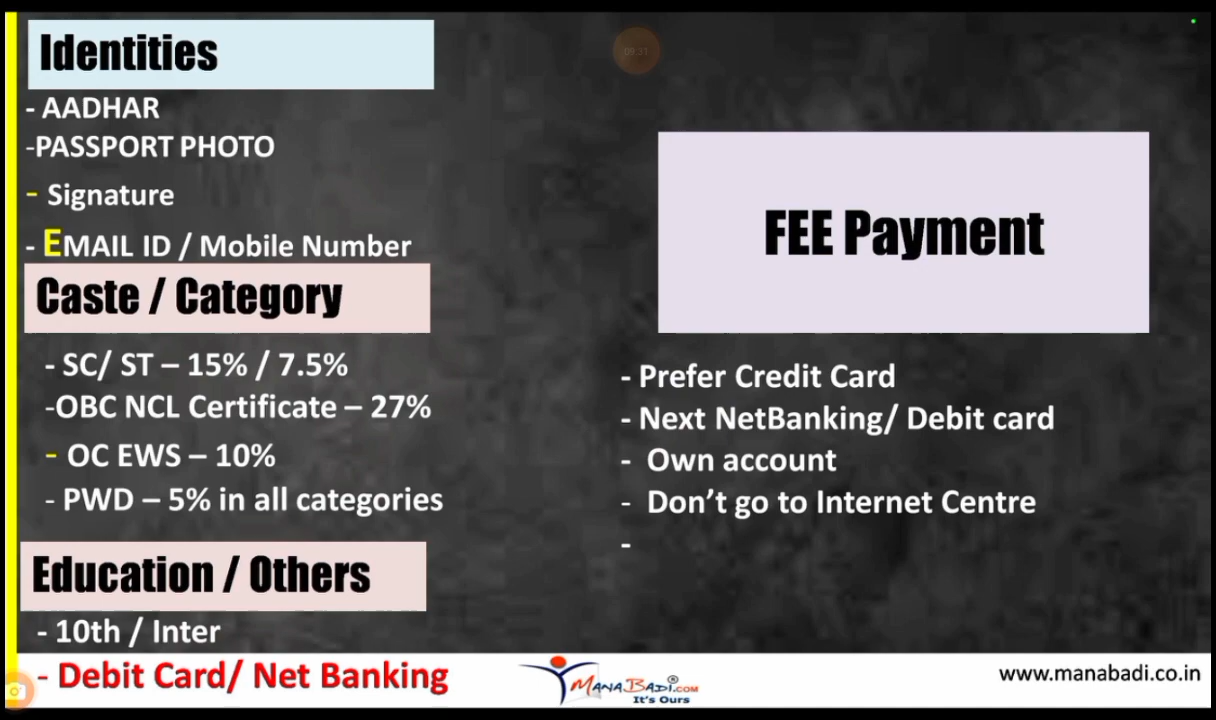 Identities
- AADHAR
-PASSPORT PHOTO
- Signature
- EMAIL ID / Mobile Number
Caste / Category
- SC/ ST – 15% / 7.5%
-OBC NCL Certificate – 27%
- OC EWS – 10%
- PWD – 5% in all categories
Education / Others
- 10th / Inter
- Debit Card/ Net Banking
09:31
FEE Payment
- Prefer Credit Card
- Next NetBanking/ Debit card
- Own account
- Don’t go to Internet Centre
-
MANABADI.COM®
It's Ours
www.manabadi.co.in